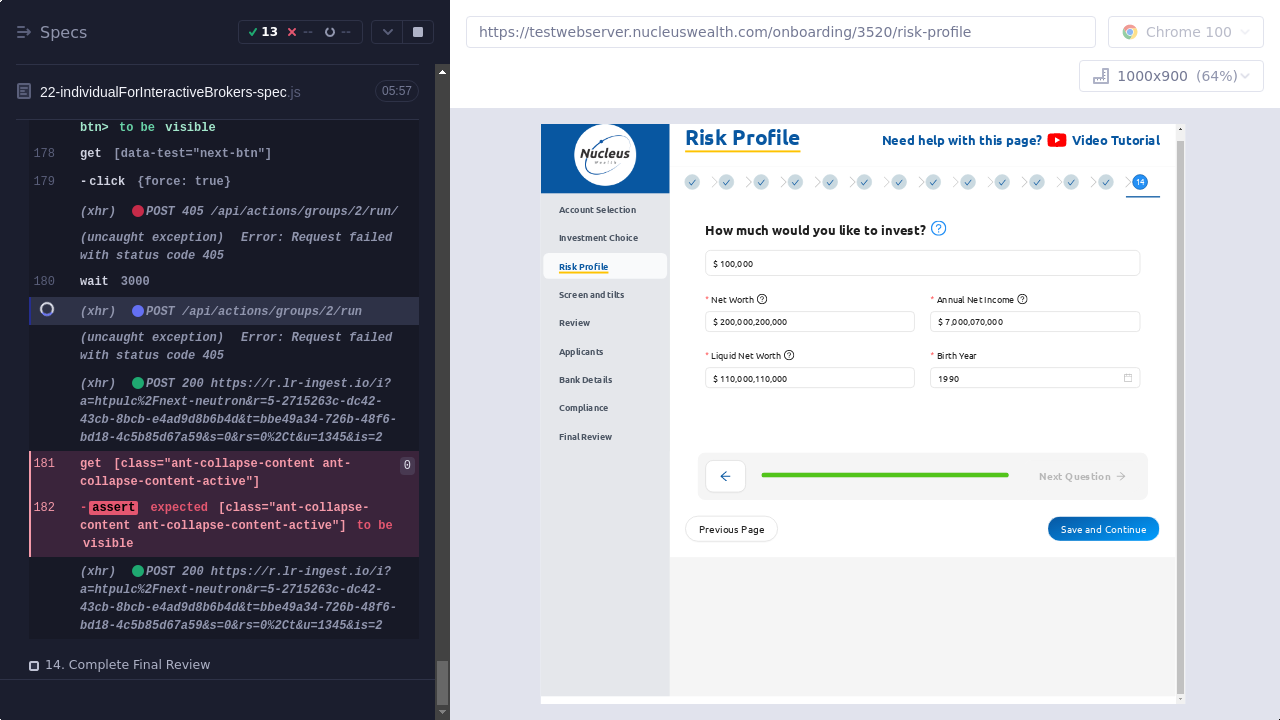 Specs
13
--
--
https://testwebserver.nucleuswealth.com/onboarding/3520/risk-profile
Chrome 100
1000x900 (64%)
22-individualForInteractiveBrokers-spec.js
05:57
btn> to be visible
178 get [data-test="next-btn"]
179 -click {force: true}
(xhr) POST 405 /api/actions/groups/2/run/
(uncaught exception) Error: Request failed
with status code 405
180 wait 3000
(xhr) POST /api/actions/groups/2/run
(uncaught exception) Error: Request failed
with status code 405
(xhr) POST 200 https://r.lr-ingest.io/i?
a=htpulc%2Fnext-neutron&r=5-2715263c-dc42-
43cb-8bcb-e4ad9d8b6b4d&t=bbe49a34-726b-48f6-
bd18-4c5b85d67a59&s=0&rs=0%2Ct&u=1345&is=2
181 get [class="ant-collapse-content ant-
collapse-content-active"]
0
182 -assert expected [class="ant-collapse-
content ant-collapse-content-active"] to be
visible
(xhr) POST 200 https://r.lr-ingest.io/i?
a=htpulc%2Fnext-neutron&r=5-2715263c-dc42-
43cb-8bcb-e4ad9d8b6b4d&t=bbe49a34-726b-48f6-
bd18-4c5b85d67a59&s=0&rs=0%2Ct&u=1345&is=2
14. Complete Final Review
Nucleus
Wealth
Account Selection
Investment Choice
Risk Profile
Screen and tilts
Review
Applicants
Bank Details
Compliance
Final Review
Risk Profile
Need help with this page? Video Tutorial
14
How much would you like to invest?
$ 100,000
* Net Worth
* Annual Net Income
$ 200,000,200,000
$ 7,000,070,000
* Liquid Net Worth
* Birth Year
$ 110,000,110,000
1990
Next Question
Previous Page
Save and Continue